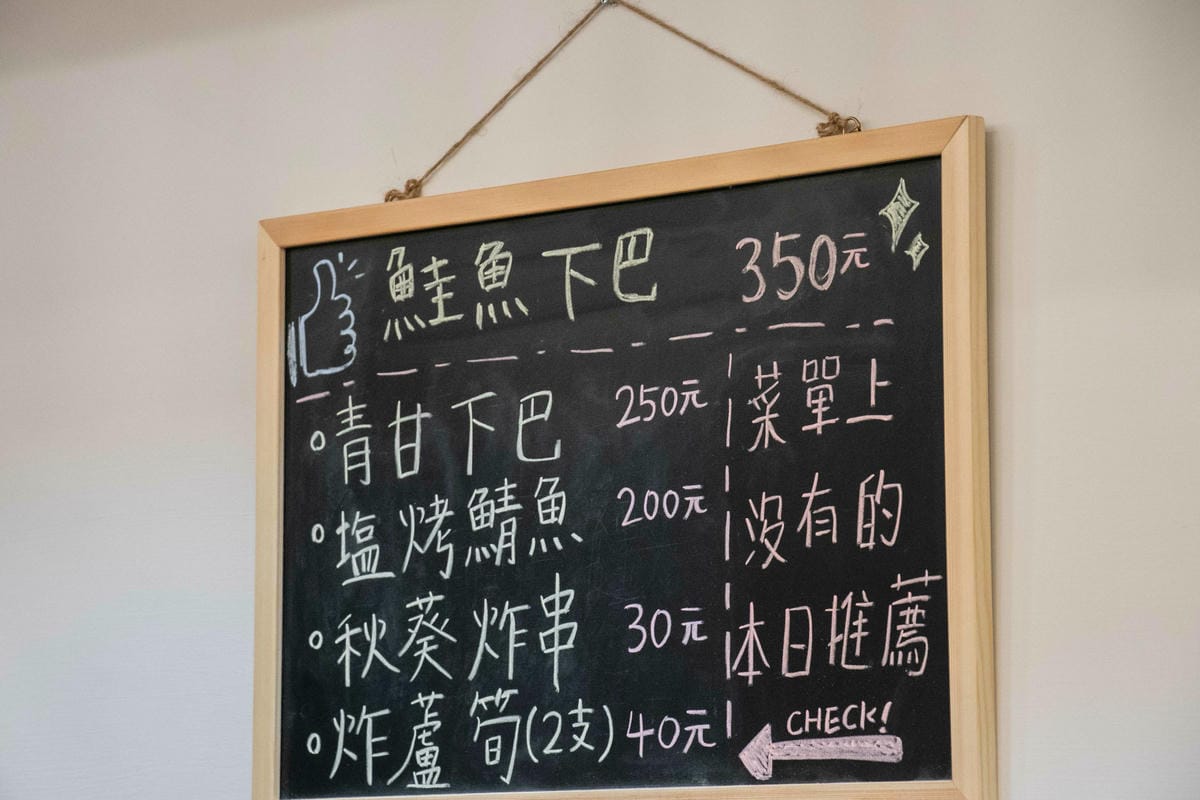 鮭魚下巴 350元
青甘下巴 250元
塩烤鯖魚 200元
秋葵炸串 30元
炸蘆筍(2支) 40元
菜單上
沒有的
本日推薦
CHECK!